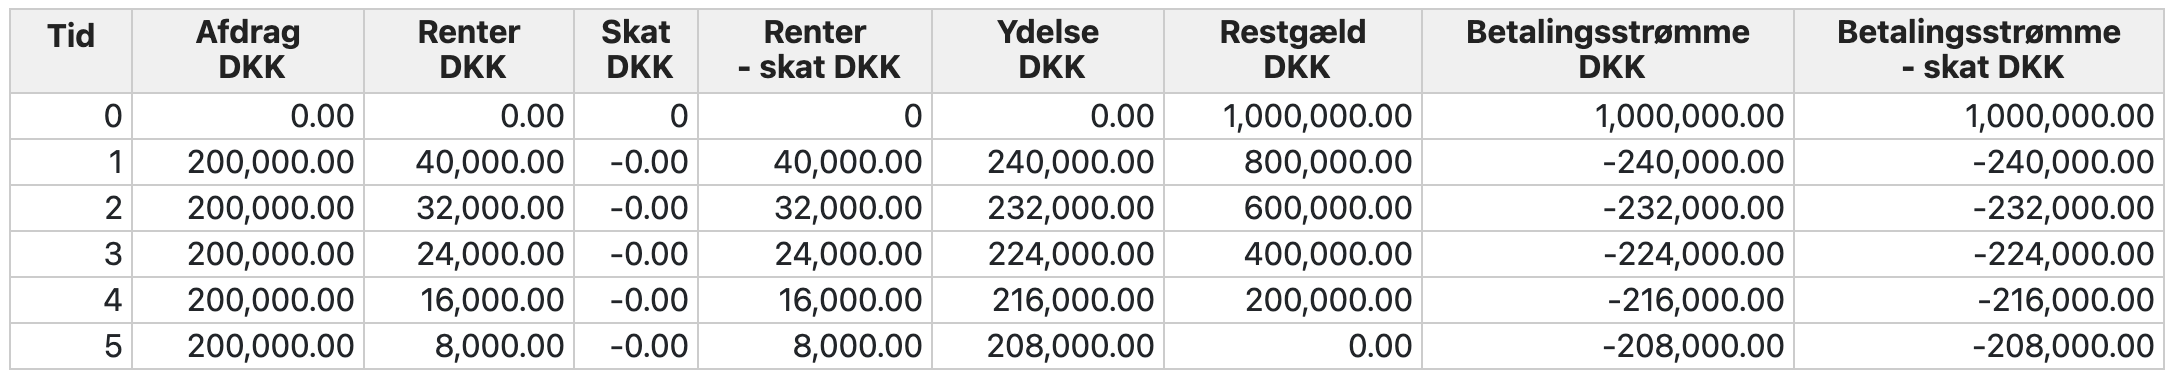 Tid Afdrag DKK Renter DKK Skat DKK Renter - skat DKK Ydelse DKK Restgæld DKK Betalingsstrømme DKK Betalingsstrømme - skat DKK
0 0.00 0.00 0 0 0.00 1,000,000.00 1,000,000.00 1,000,000.00
1 200,000.00 40,000.00 -0.00 40,000.00 240,000.00 800,000.00 -240,000.00 -240,000.00
2 200,000.00 32,000.00 -0.00 32,000.00 232,000.00 600,000.00 -232,000.00 -232,000.00
3 200,000.00 24,000.00 -0.00 24,000.00 224,000.00 400,000.00 -224,000.00 -224,000.00
4 200,000.00 16,000.00 -0.00 16,000.00 216,000.00 200,000.00 -216,000.00 -216,000.00
5 200,000.00 8,000.00 -0.00 8,000.00 208,000.00 0.00 -208,000.00 -208,000.00